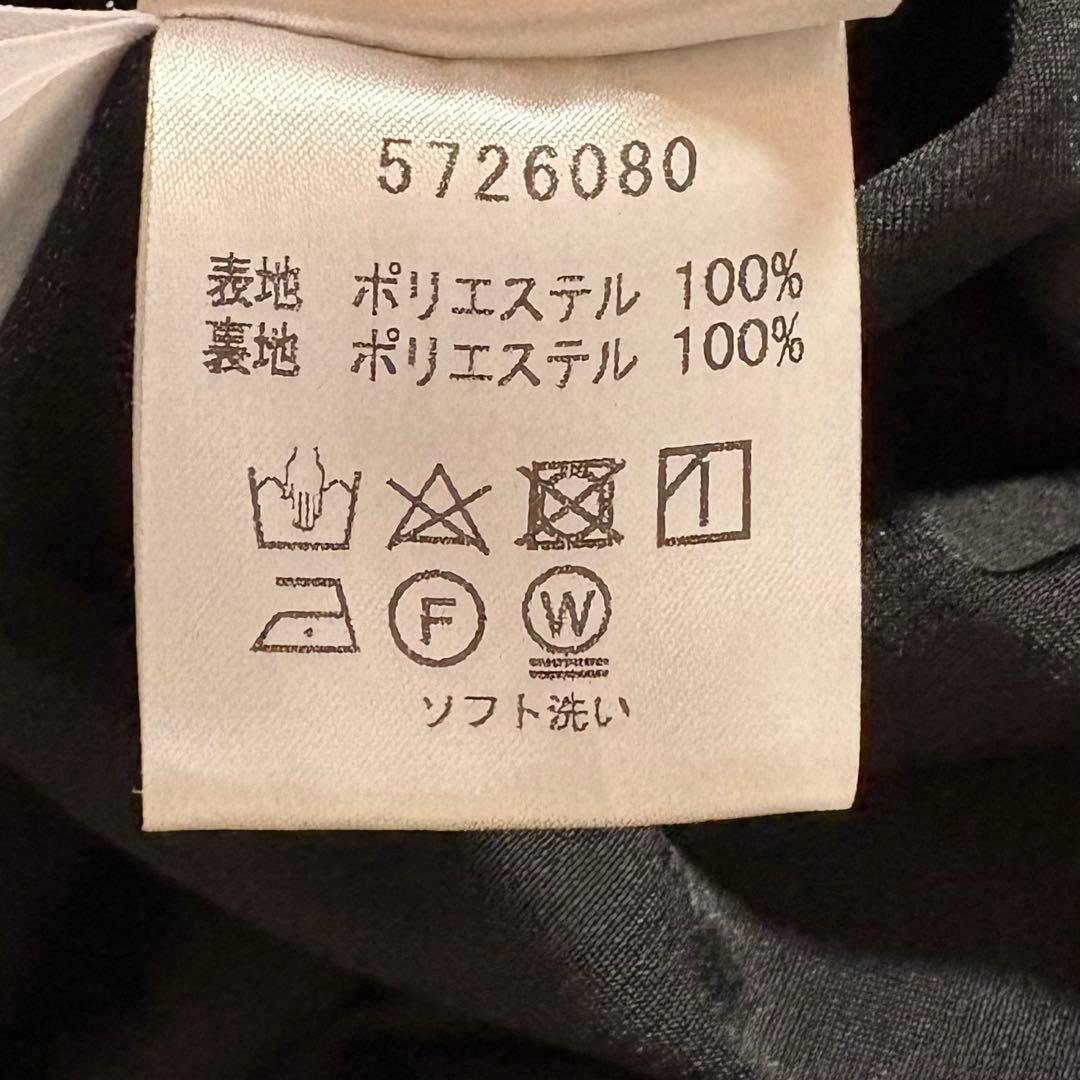 5726080
表地 ポリエステル 100%
裏地 ポリエステル 100%
F W
ソフト洗い